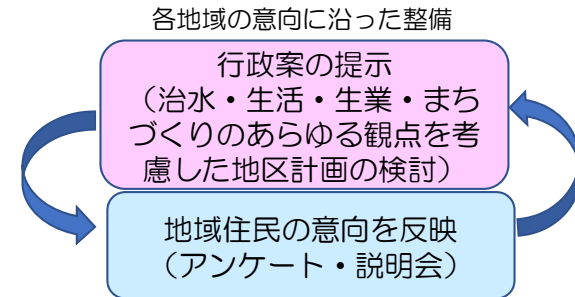 各地域の意向に沿った整備
行政案の提示
（治水・生活・生業・まち
づくりのあらゆる観点を考
慮した地区計画の検討）
地域住民の意向を反映
（アンケート・説明会）